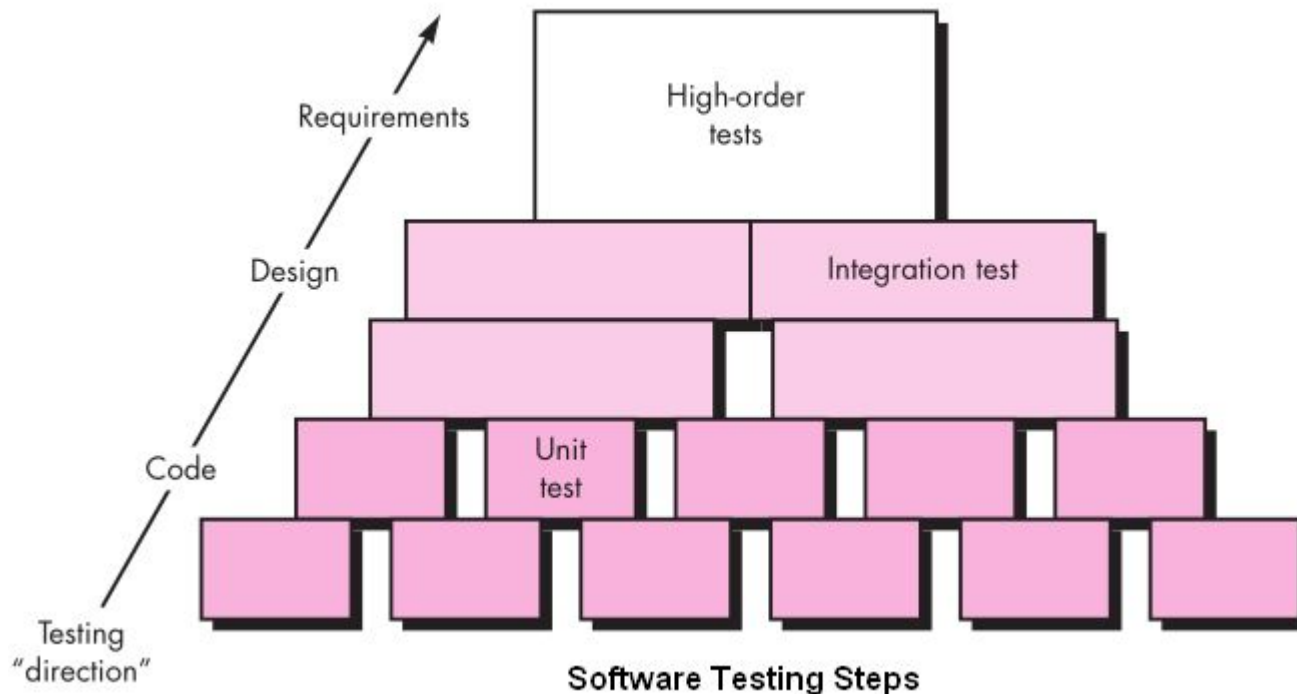 High-order
tests
Requirements
Design
Integration test
Code
Unit
test
Testing
“direction”
Software Testing Steps